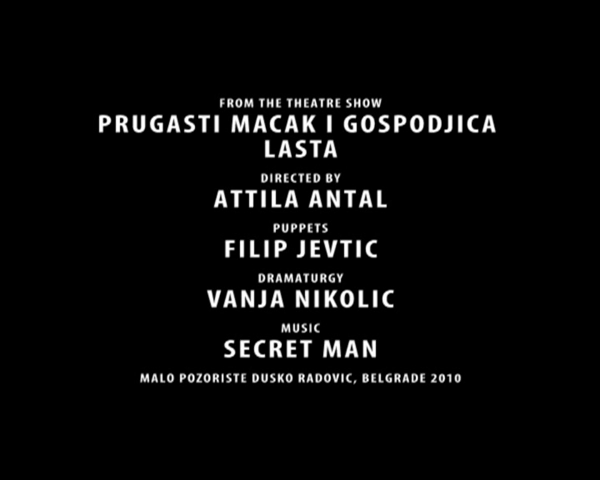 FROM THE THEATRE SHOW
PRUGASTI MACAK I GOSPODJICA
LASTA
DIRECTED BY
ATTILA ANTAL
PUPPETS
FILIP JEVTIC
DRAMATURGY
VANJA NIKOLIC
MUSIC
SECRET MAN
MALO POZORISTE DUSKO RADOVIC, BELGRADE 2010